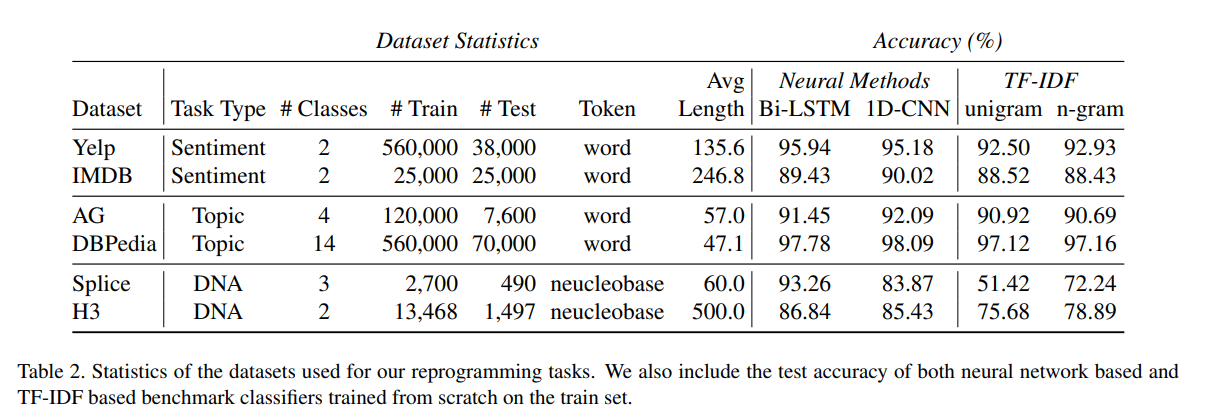 Dataset Statistics Accuracy (%)
Avg Neural Methods TF-IDF
Dataset Task Type # Classes # Train # Test Token Length Bi-LSTM 1D-CNN unigram n-gram
Yelp Sentiment 2 560,000 38,000 word 135.6 95.94 95.18 92.50 92.93
IMDB Sentiment 2 25,000 25,000 word 246.8 89.43 90.02 88.52 88.43
AG Topic 4 120,000 7,600 word 57.0 91.45 92.09 90.92 90.69
DBPedia Topic 14 560,000 70,000 word 47.1 97.78 98.09 97.12 97.16
Splice DNA 3 2,700 490 neucleobase 60.0 93.26 83.87 51.42 72.24
H3 DNA 2 13,468 1,497 neucleobase 500.0 86.84 85.43 75.68 78.89
Table 2. Statistics of the datasets used for our reprogramming tasks. We also include the test accuracy of both neural network based and
TF-IDF based benchmark classifiers trained from scratch on the train set.